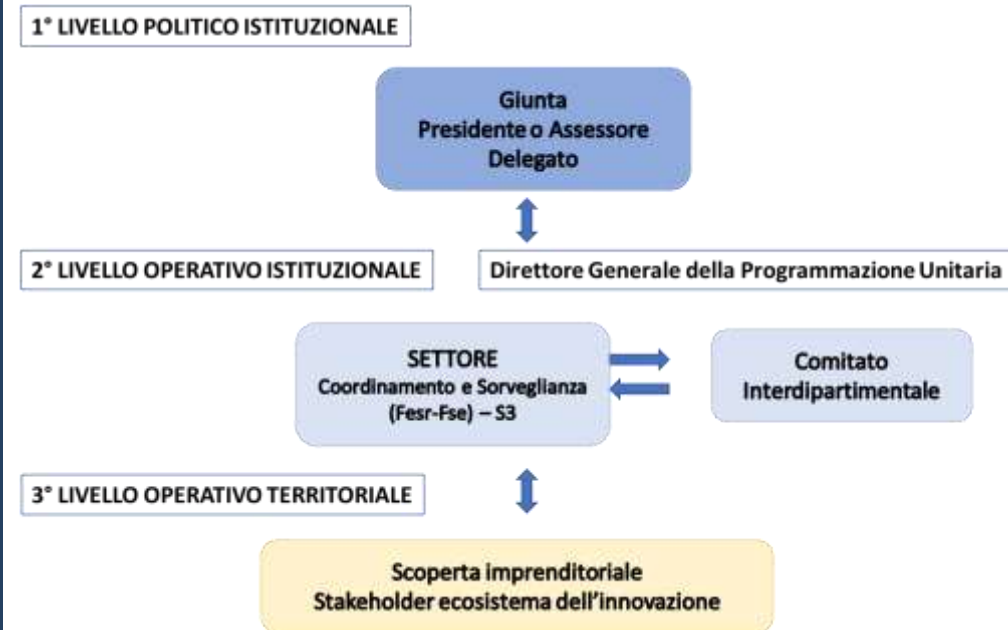 1° LIVELLO POLITICO ISTITUZIONALE
Giunta
Presidente o Assessore
Delegato
2° LIVELLO OPERATIVO ISTITUZIONALE
Direttore Generale della Programmazione Unitaria
SETTORE
Coordinamento e Sorveglianza
(Fesr-Fse) – S3
Comitato
Interdipartimentale
3° LIVELLO OPERATIVO TERRITORIALE
Scoperta imprenditoriale
Stakeholder ecosistema dell'innovazione